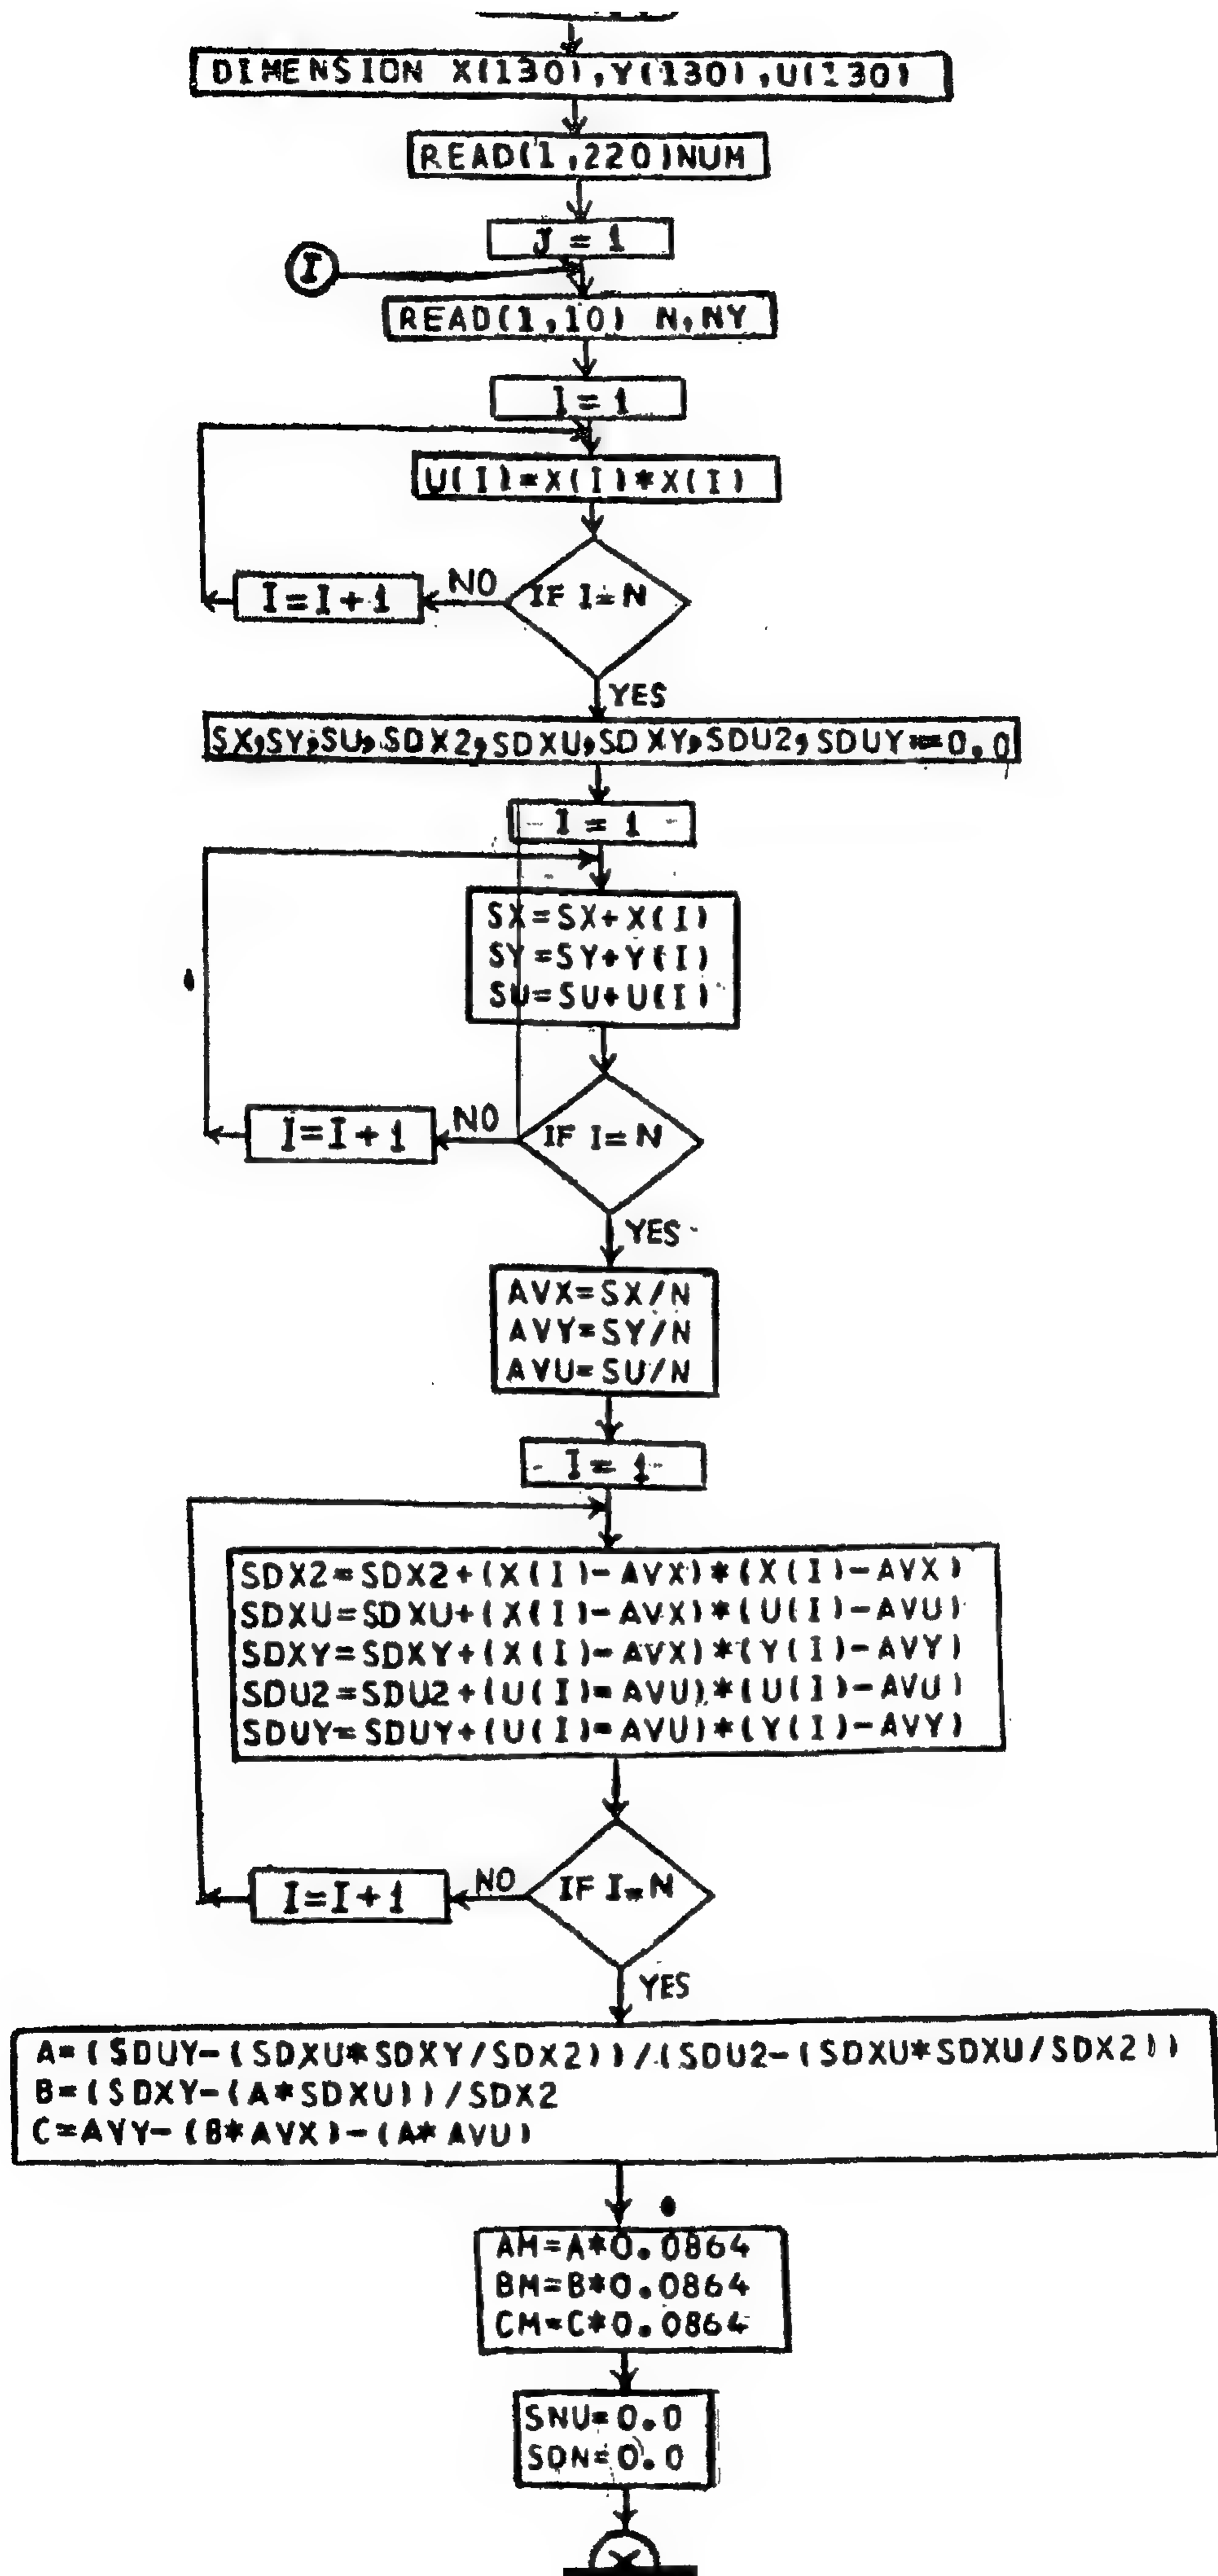 DIMENSION X(130),Y(130),U(130)
READ(1,220)NUM
J = 1
I
READ(1,10) N,NY
I = 1
U(I)=X(I)*X(I)
IF I=N
NO
I=I+1
YES
SX,SY,SU,SDX2,SDXU,SDXY,SDU2,SDUY==0,0
I = 1
SX=SX+X(I)
SY=SY+Y(I)
SU=SU+U(I)
IF I=N
NO
I=I+1
YES
AVX=SX/N
AVY=SY/N
AVU=SU/N
I = 1
SDX2=SDX2+(X(I)-AVX)*(X(I)-AVX)
SDXU=SDXU+(X(I)-AVX)*(U(I)-AVU)
SDXY=SDXY+(X(I)-AVX)*(Y(I)-AVY)
SDU2=SDU2+(U(I)=AVU)*(U(I)-AVU)
SDUY=SDUY+(U(I)=AVU)*(Y(I)-AVY)
IF I=N
NO
I=I+1
YES
A=(SDUY-(SDXU*SDXY/SDX2))/(SDU2-(SDXU*SDXU/SDX2))
B=(SDXY-(A*SDXU))/SDX2
C=AVY-(B*AVX)-(A*AVU)
AM=A*0.0864
BM=B*0.0864
CM=C*0.0864
SNU=0.0
SDN=0.0
X